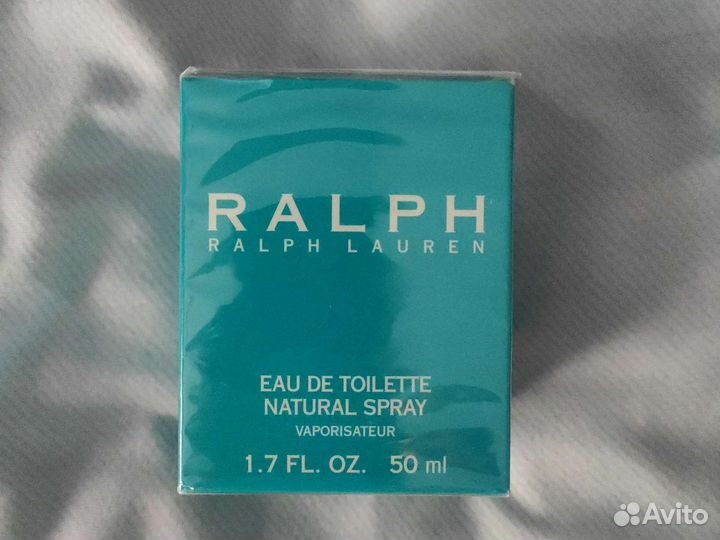 RALPH
RALPH LAUREN
EAU DE TOILETTE
NATURAL SPRAY
VAPORISATEUR
1.7 FL. OZ. 50 ml
Avito